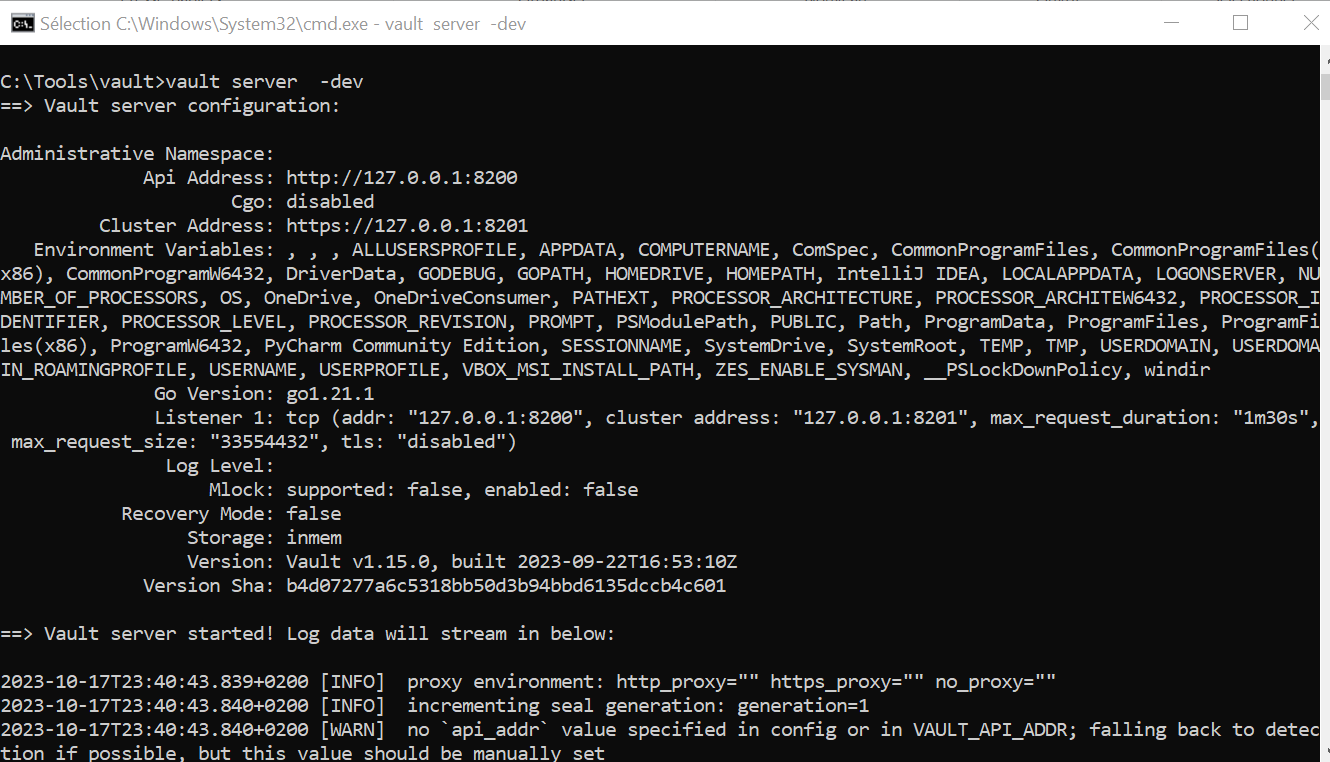 Sélection C:\Windows\System32\cmd.exe - vault  server  -dev
C:\Tools\vault>vault server  -dev
==> Vault server configuration:
Administrative Namespace:
Api Address: http://127.0.0.1:8200
Cgo: disabled
Cluster Address: https://127.0.0.1:8201
Environment Variables: , , , ALLUSERSPROFILE, APPDATA, COMPUTERNAME, ComSpec, CommonProgramFiles, CommonProgramFiles(
x86), CommonProgramW6432, DriverData, GODEBUG, GOPATH, HOMEDRIVE, HOMEPATH, IntelliJ IDEA, LOCALAPPDATA, LOGONSERVER, NU
MBER_OF_PROCESSORS, OS, OneDrive, OneDriveConsumer, PATHEXT, PROCESSOR_ARCHITECTURE, PROCESSOR_ARCHITEW6432, PROCESSOR_I
DENTIFIER, PROCESSOR_LEVEL, PROCESSOR_REVISION, PROMPT, PSModulePath, PUBLIC, Path, ProgramData, ProgramFiles, ProgramFi
les(x86), ProgramW6432, PyCharm Community Edition, SESSIONNAME, SystemDrive, SystemRoot, TEMP, TMP, USERDOMAIN, USERDOMA
IN_ROAMINGPROFILE, USERNAME, USERPROFILE, VBOX_MSI_INSTALL_PATH, ZES_ENABLE_SYSMAN, __PSLockDownPolicy, windir
Go Version: go1.21.1
Listener 1: tcp (addr: "127.0.0.1:8200", cluster address: "127.0.0.1:8201", max_request_duration: "1m30s",
max_request_size: "33554432", tls: "disabled")
Log Level:
Mlock: supported: false, enabled: false
Recovery Mode: false
Storage: inmem
Version: Vault v1.15.0, built 2023-09-22T16:53:10Z
Version Sha: b4d07277a6c5318bb50d3b94bbd6135dccb4c601
==> Vault server started! Log data will stream in below:
2023-10-17T23:40:43.839+0200 [INFO]  proxy environment: http_proxy="" https_proxy="" no_proxy=""
2023-10-17T23:40:43.840+0200 [INFO]  incrementing seal generation: generation=1
2023-10-17T23:40:43.840+0200 [WARN]  no `api_addr` value specified in config or in VAULT_API_ADDR; falling back to detec
tion if possible, but this value should be manually set